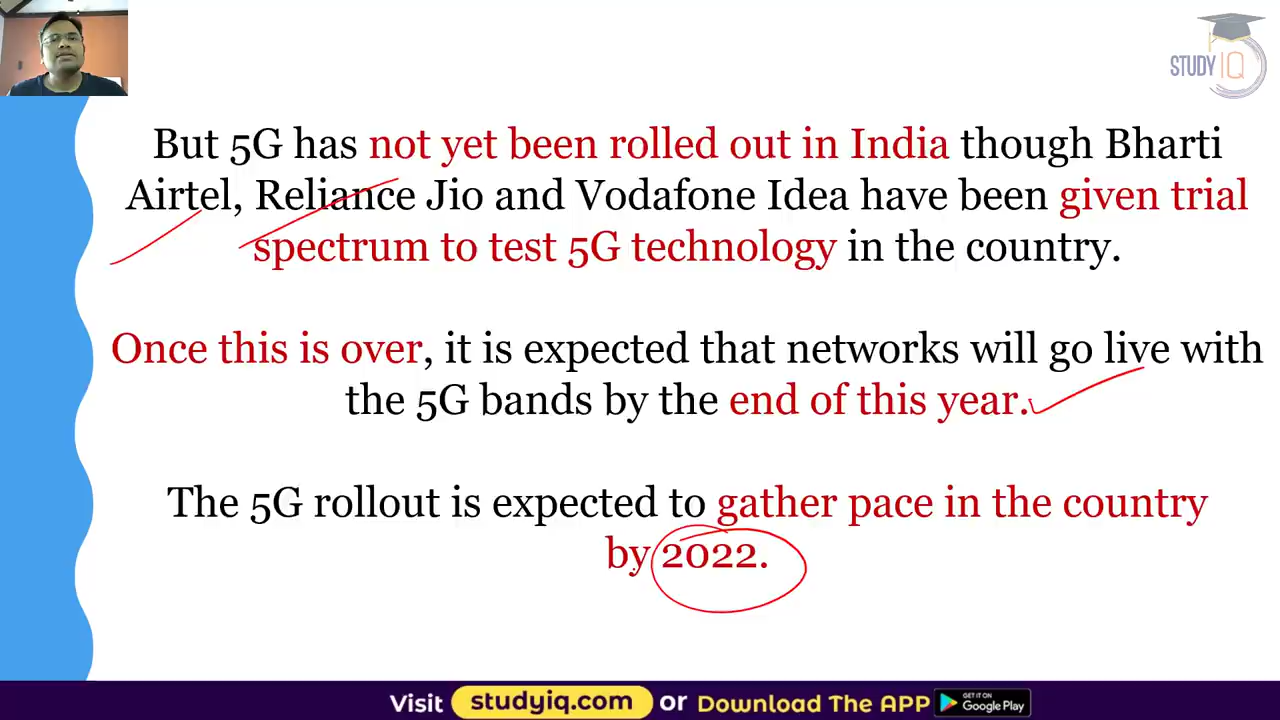 STUDY IQ
But 5G has not yet been rolled out in India though Bharti
Airtel, Reliance Jio and Vodafone Idea have been given trial
spectrum to test 5G technology in the country.
Once this is over, it is expected that networks will go live with
the 5G bands by the end of this year.
The 5G rollout is expected to gather pace in the country
by 2022.
Visit studyiq.com or Download The APP GET IT ON Google Play